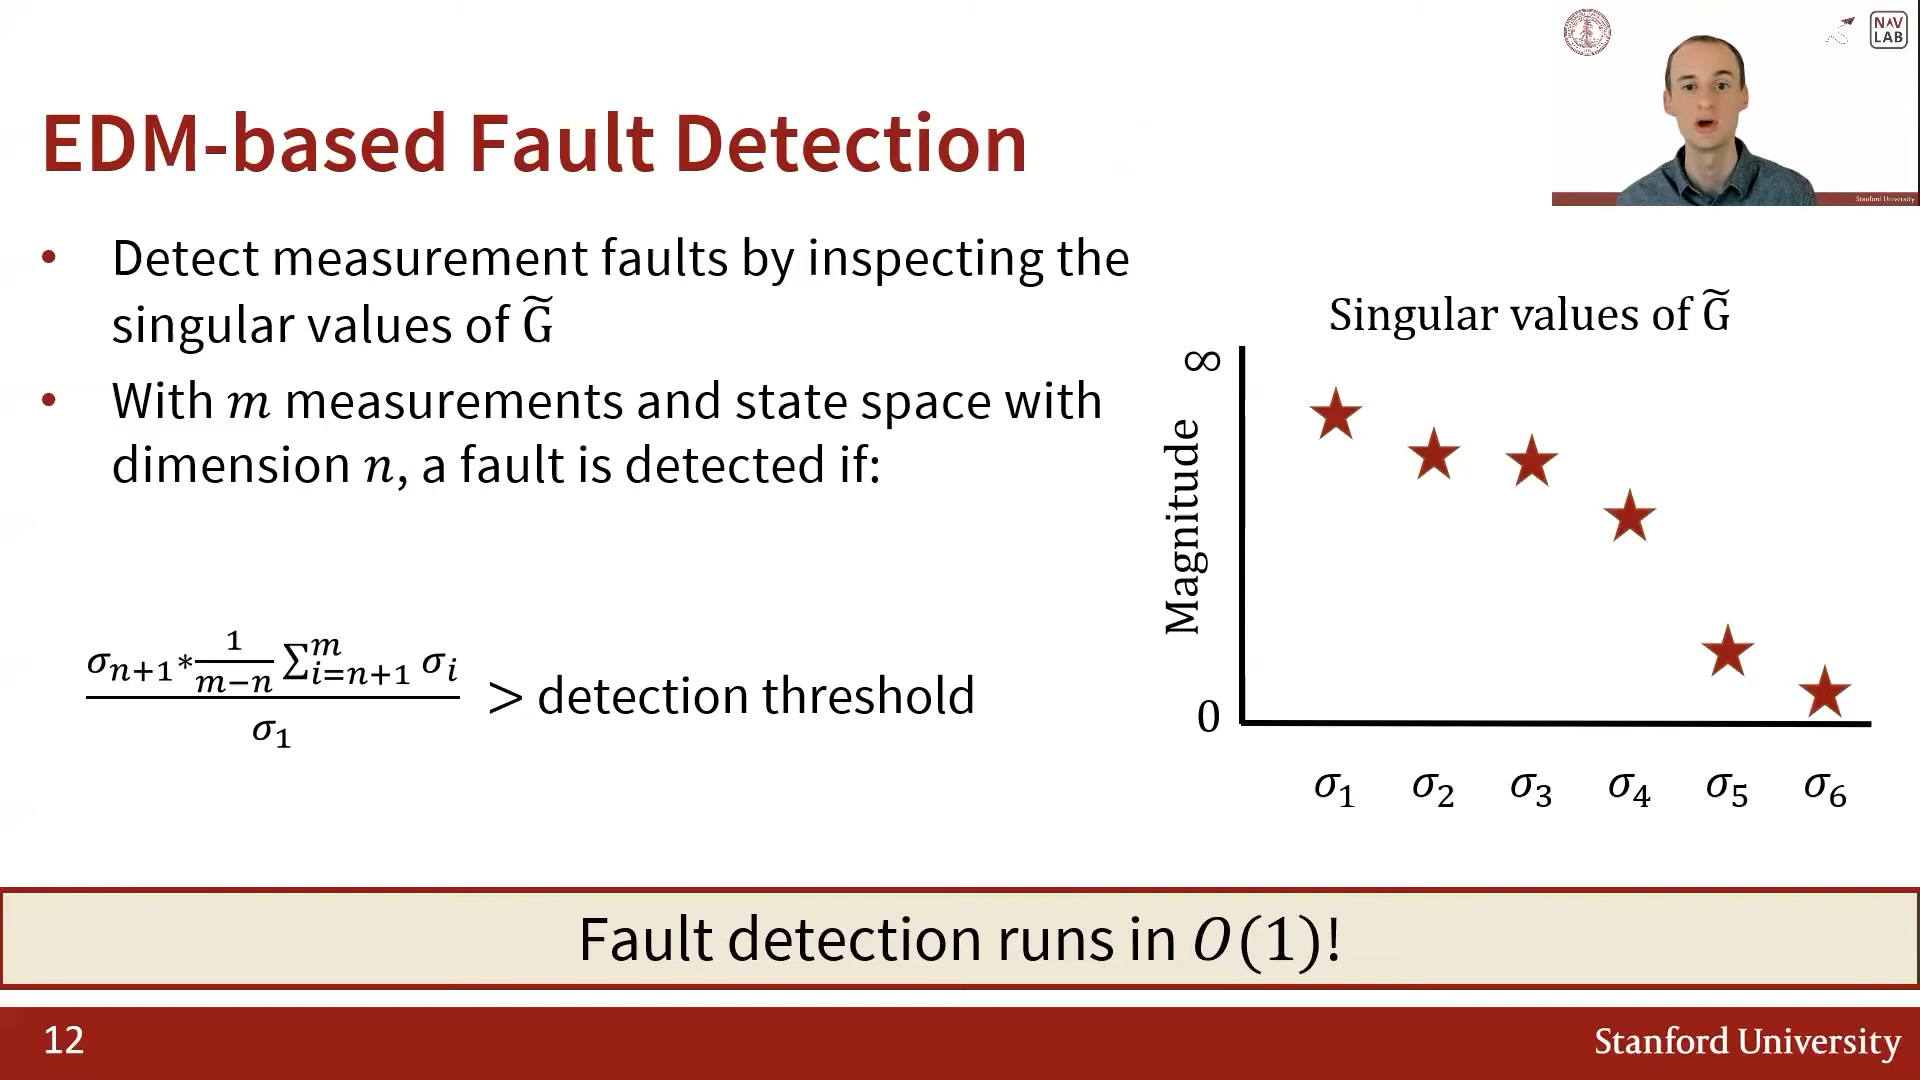 NAV
LAB
Stanford University
EDM-based Fault Detection
• Detect measurement faults by inspecting the
singular values of G̃
• With m measurements and state space with
dimension n, a fault is detected if:
σₙ₊₁ * 1/(m−n) ∑ᵢ₌ₙ₊₁ᵐ σᵢ / σ₁ > detection threshold
Singular values of G̃
∞
Magnitude
0
σ₁ σ₂ σ₃ σ₄ σ₅ σ₆
Fault detection runs in O(1)!
12
Stanford University